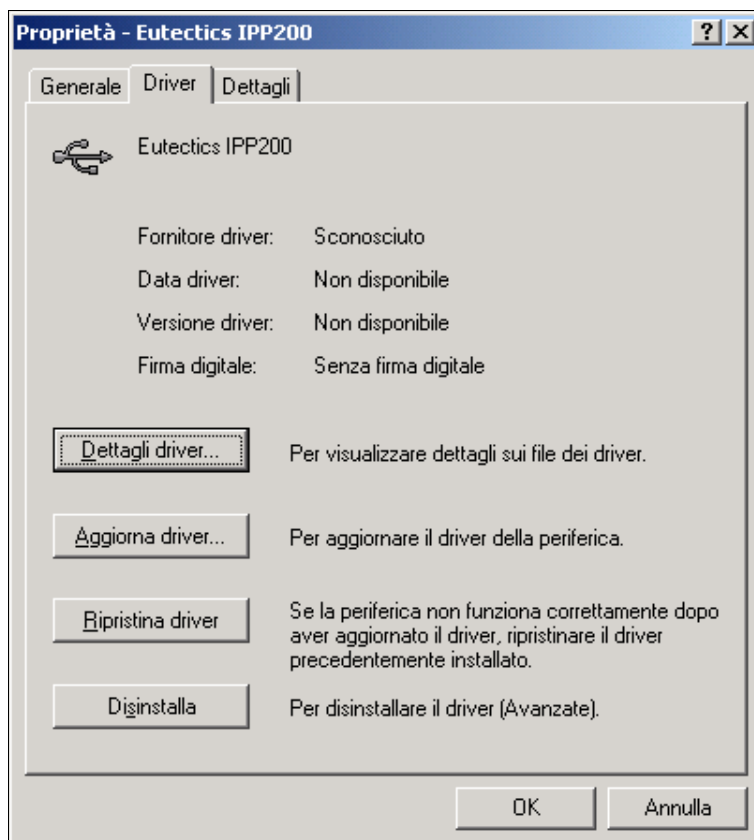 Proprietà - Eutectics IPP200
Generale Driver Dettagli
Eutectics IPP200
Fornitore driver: Sconosciuto
Data driver: Non disponibile
Versione driver: Non disponibile
Firma digitale: Senza firma digitale
Dettagli driver... Per visualizzare dettagli sui file dei driver.
Aggiorna driver... Per aggiornare il driver della periferica.
Ripristina driver Se la periferica non funziona correttamente dopo
aver aggiornato il driver, ripristinare il driver
precedentemente installato.
Disinstalla Per disinstallare il driver (Avanzate).
OK Annulla